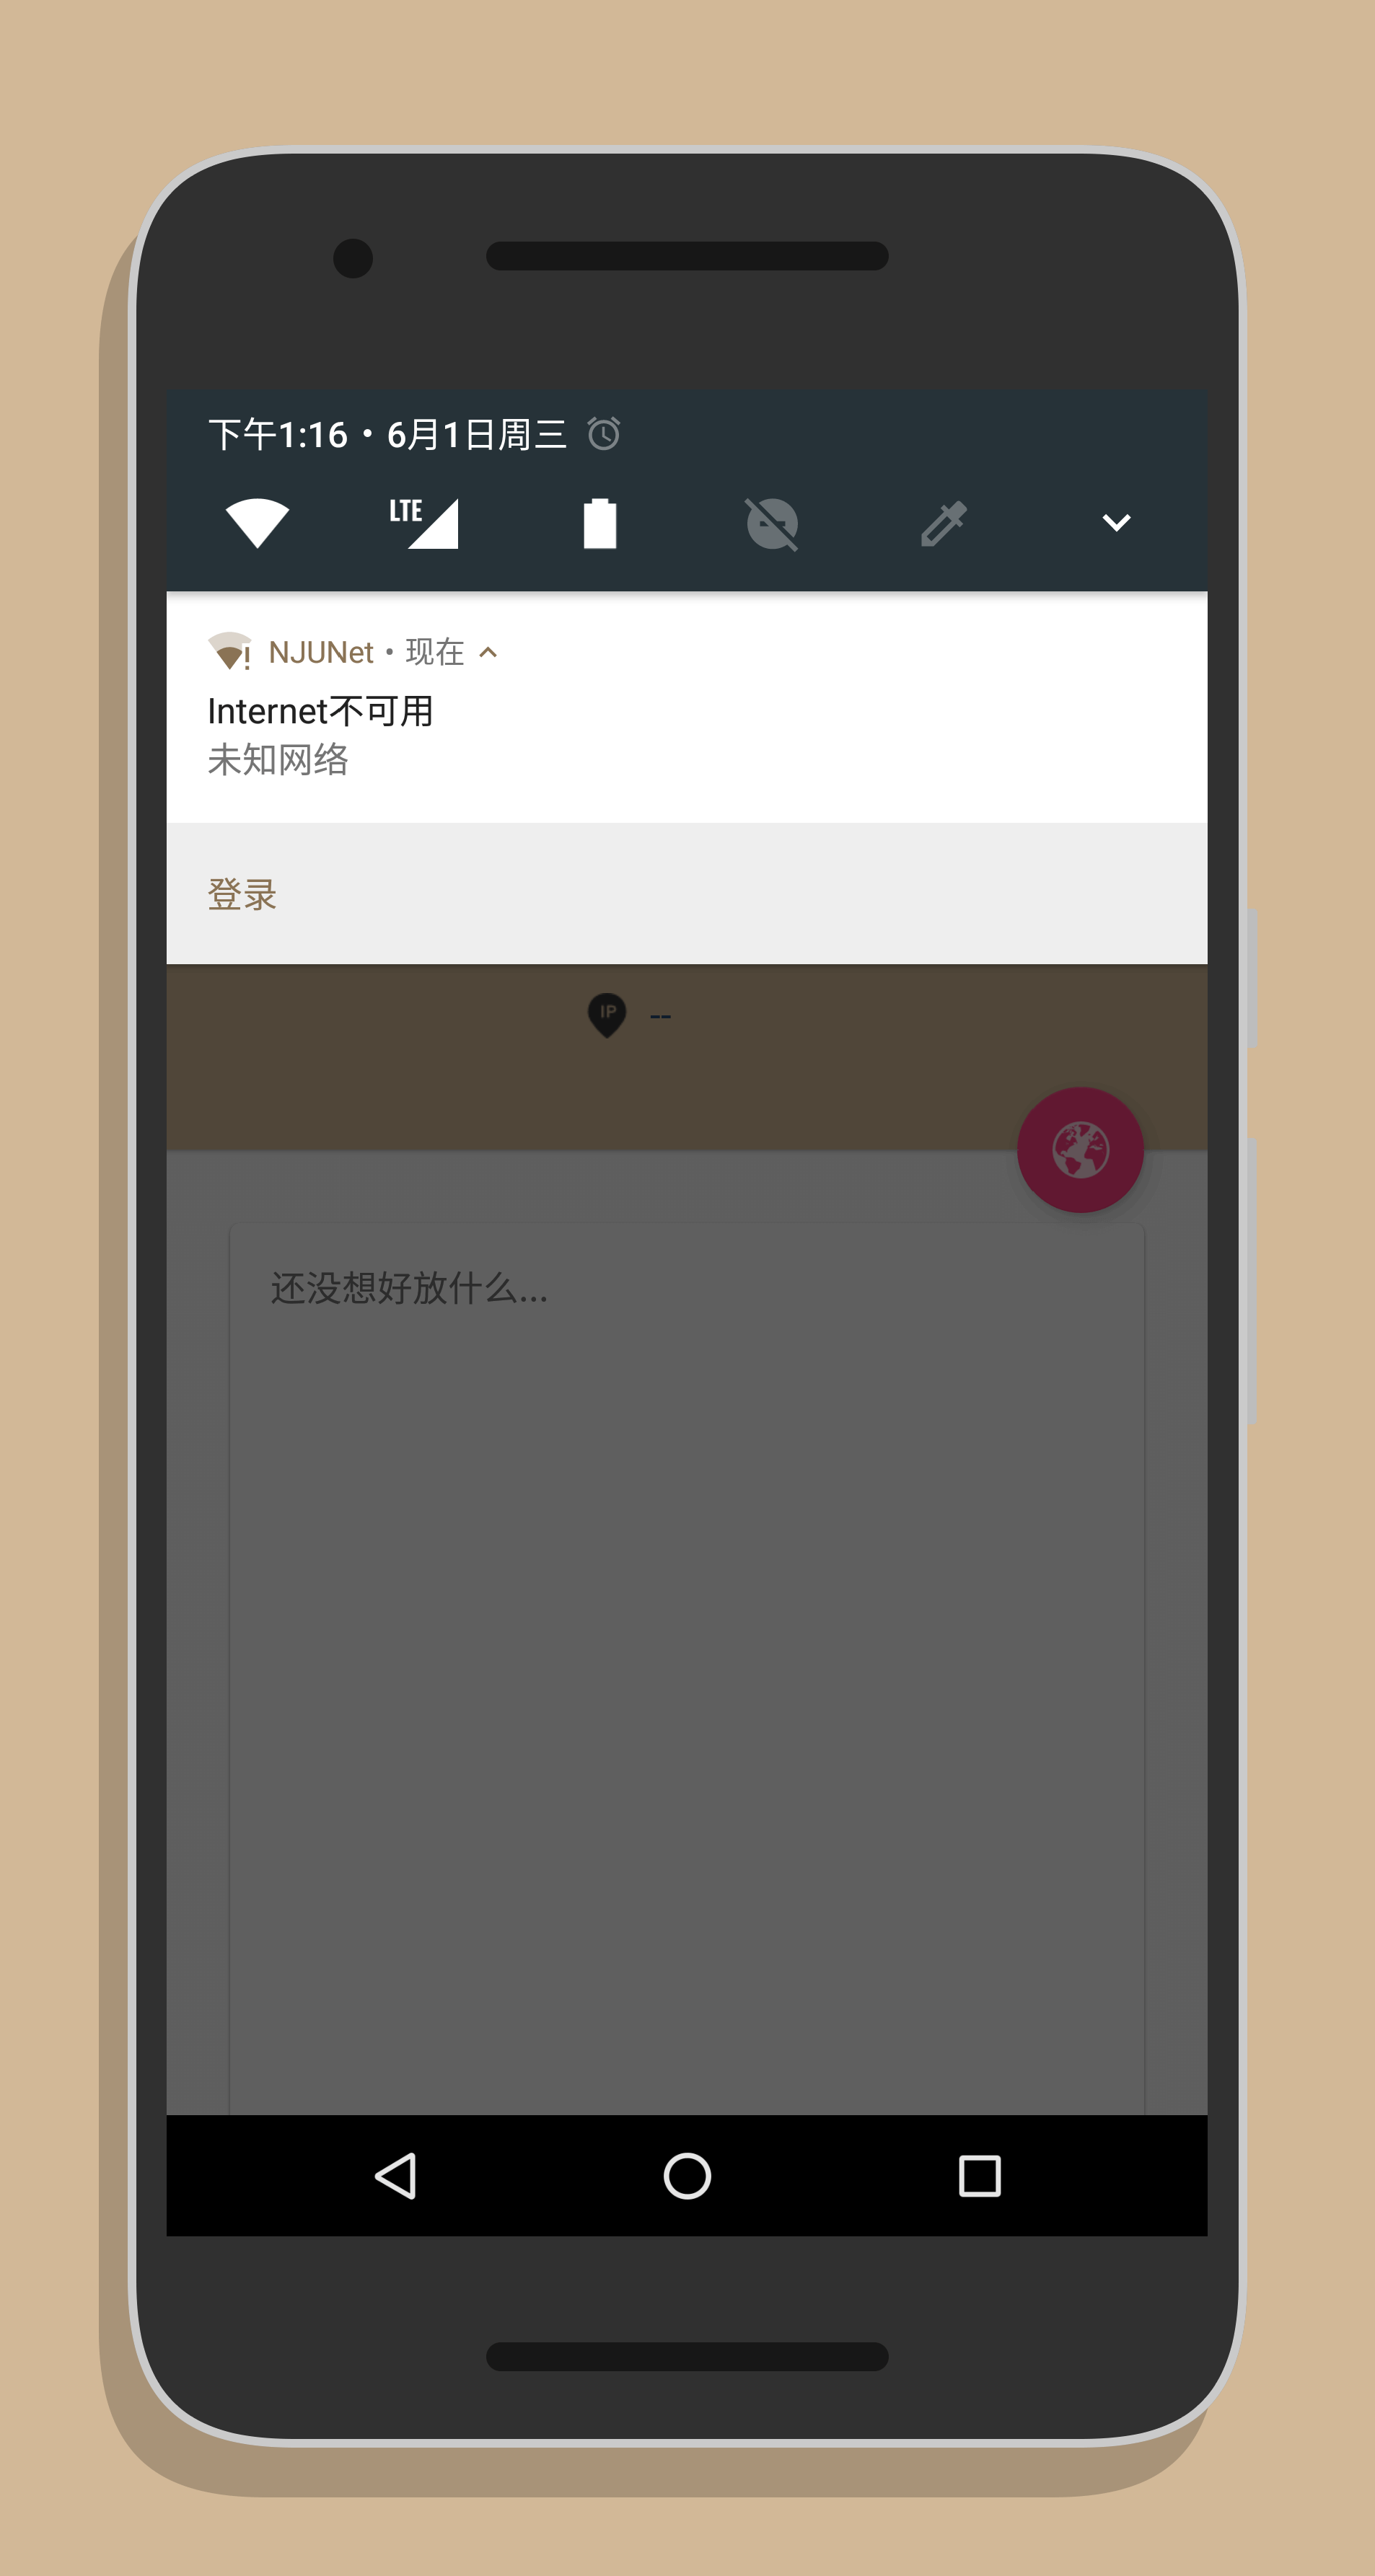 下午1:16 • 6月1日周三
LTE
NJUNet • 现在
Internet不可用
未知网络
登录
IP --
还没想好放什么...